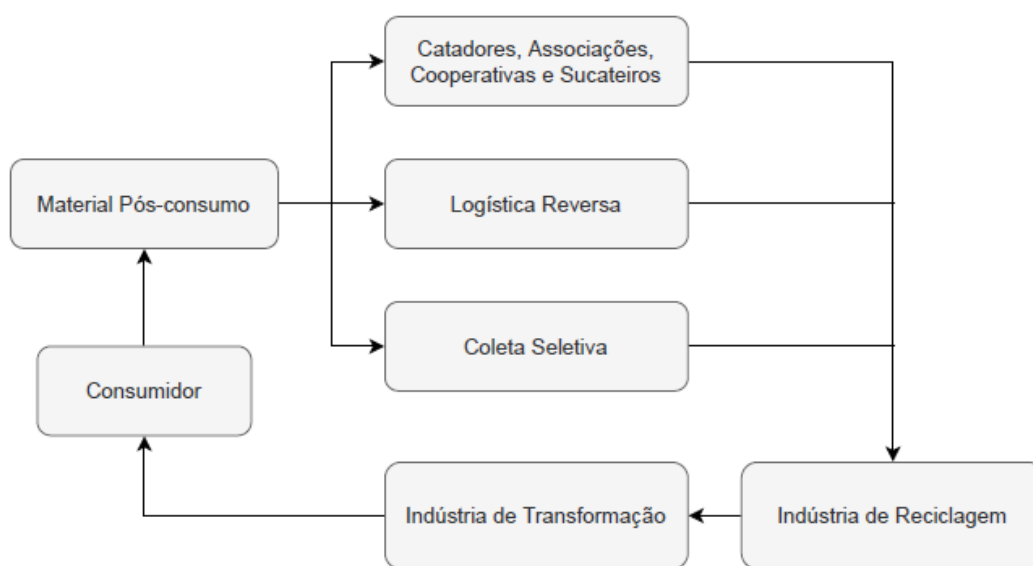 Catadores, Associações,
Cooperativas e Sucateiros
Material Pós-consumo
Logística Reversa
Coleta Seletiva
Consumidor
Indústria de Transformação
Indústria de Reciclagem